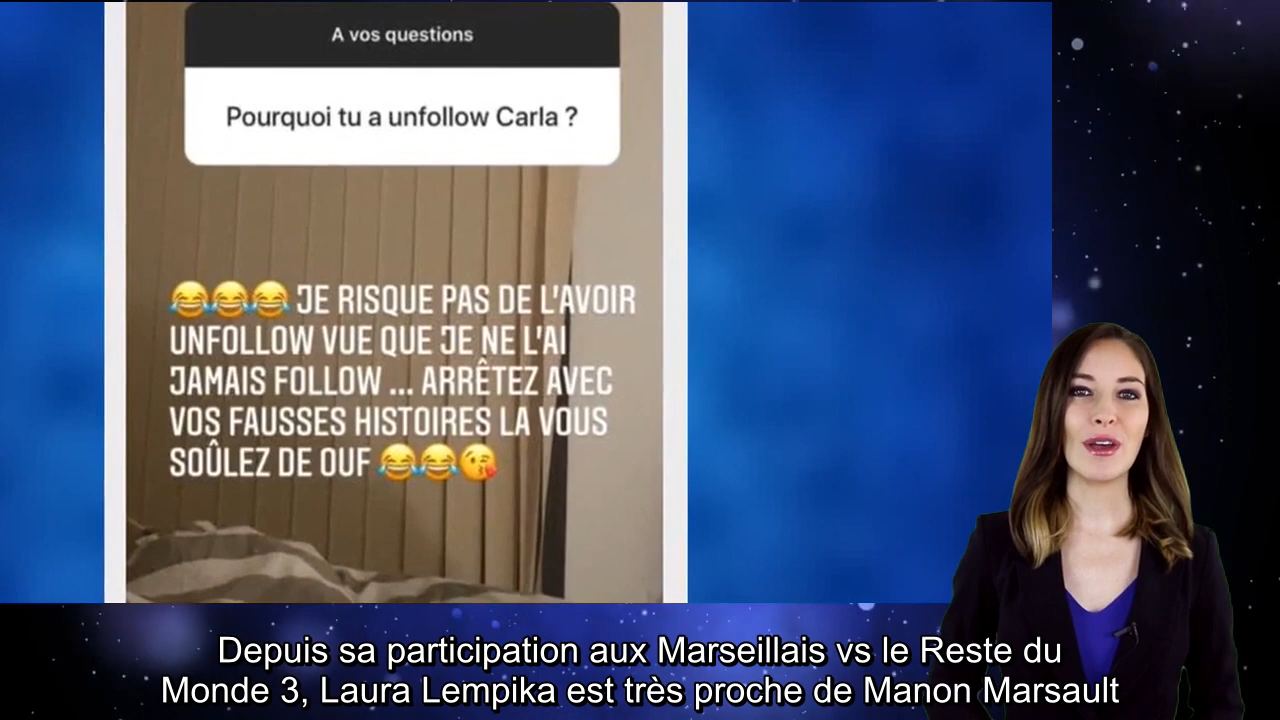 A vos questions
Pourquoi tu a unfollow Carla ?
😂😂😂 JE RISQUE PAS DE L'AVOIR
UNFOLLOW VUE QUE JE NE L'AI
JAMAIS FOLLOW ... ARRÊTEZ AVEC
VOS FAUSSES HISTOIRES LA VOUS
SOÛLEZ DE OUF 😂😂😘
Depuis sa participation aux Marseillais vs le Reste du
Monde 3, Laura Lempika est très proche de Manon Marsault